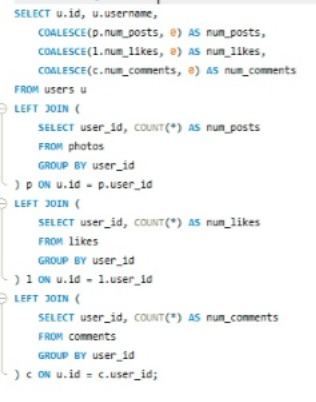 SELECT u.id, u.username,
COALESCE(p.num_posts, 0) AS num_posts,
COALESCE(l.num_likes, 0) AS num_likes,
COALESCE(c.num_comments, 0) AS num_comments
FROM users u
LEFT JOIN (
SELECT user_id, COUNT(*) AS num_posts
FROM photos
GROUP BY user_id
) p ON u.id = p.user_id
LEFT JOIN (
SELECT user_id, COUNT(*) AS num_likes
FROM likes
GROUP BY user_id
) l ON u.id = l.user_id
LEFT JOIN (
SELECT user_id, COUNT(*) AS num_comments
FROM comments
GROUP BY user_id
) c ON u.id = c.user_id;